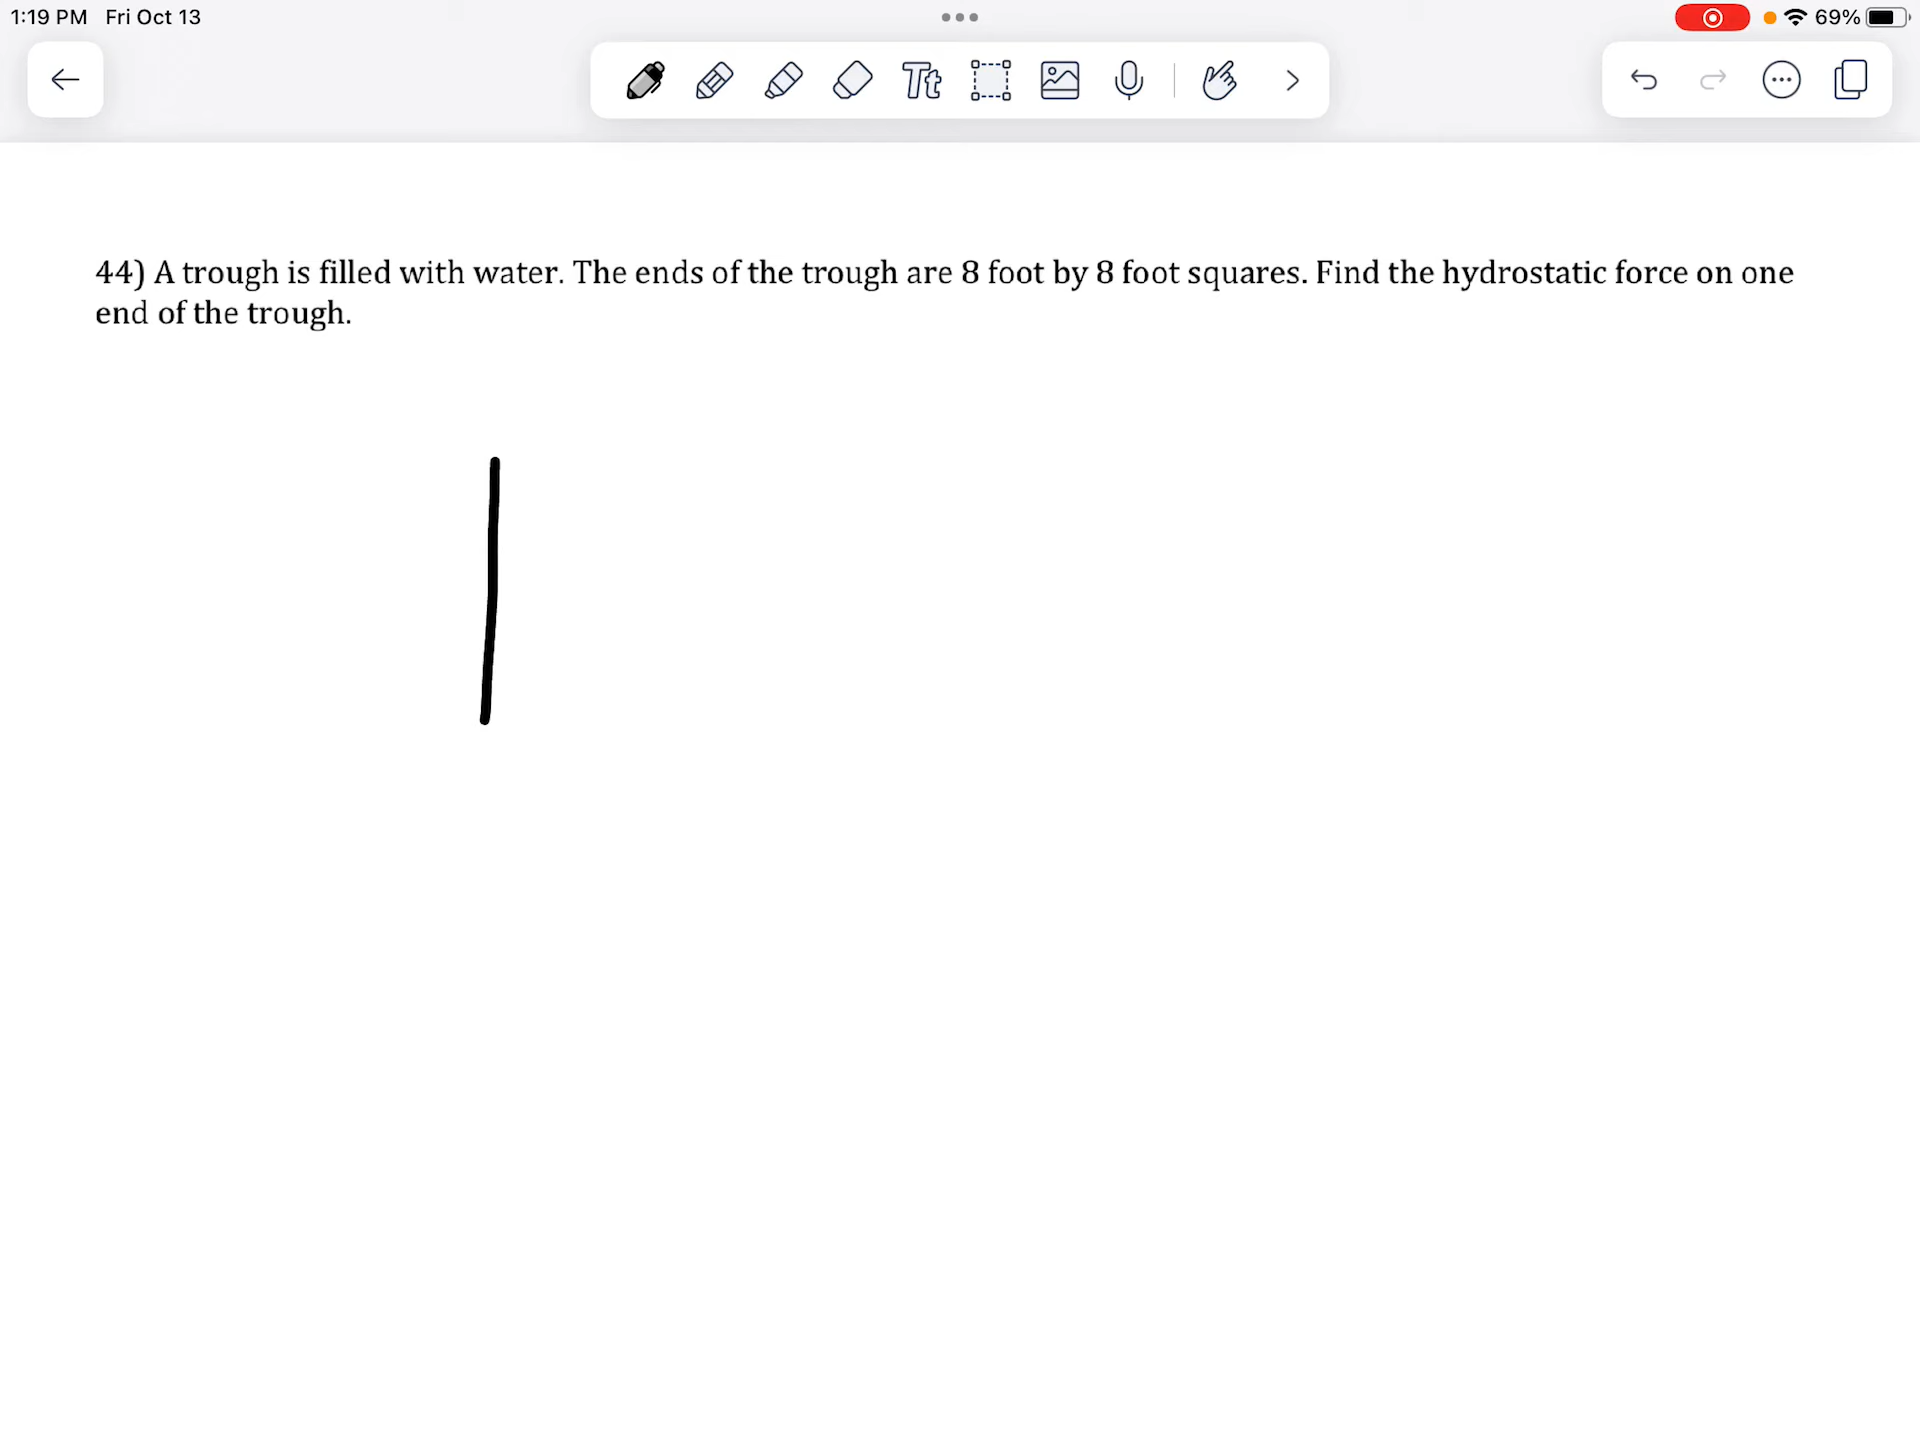 1:19 PM Fri Oct 13
69%
Tt
44) A trough is filled with water. The ends of the trough are 8 foot by 8 foot squares. Find the hydrostatic force on one
end of the trough.